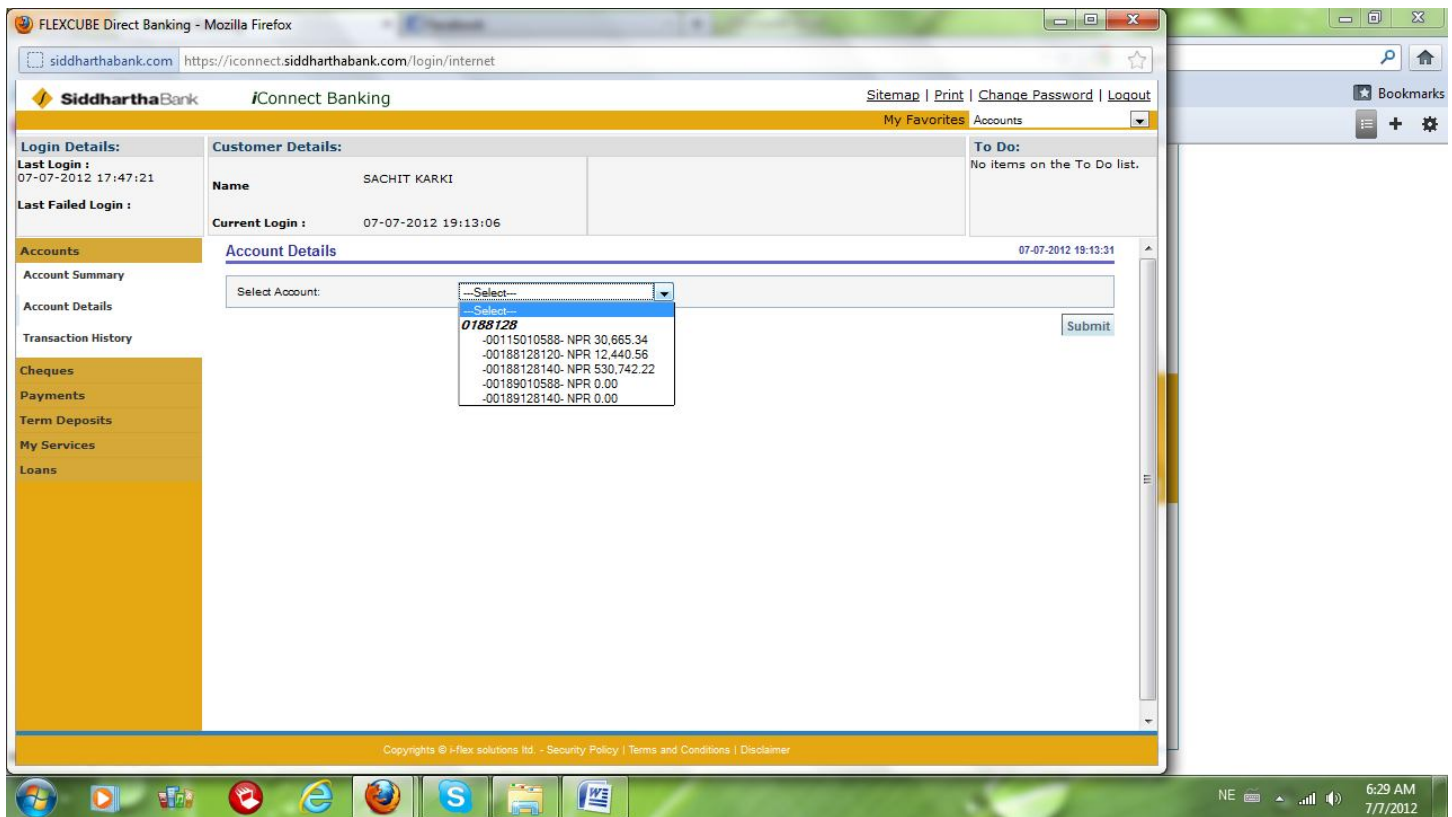 FLEXCUBE Direct Banking - Mozilla Firefox
siddharthabank.com https://iconnect.siddharthabank.com/login/internet
SiddharthaBank iConnect Banking
Sitemap | Print | Change Password | Logout
Bookmarks
My Favorites Accounts
Login Details:
Last Login :
07-07-2012 17:47:21
Last Failed Login :
Customer Details:
Name SACHIT KARKI
Current Login : 07-07-2012 19:13:06
To Do:
No items on the To Do list.
Accounts
Account Summary
Account Details
Transaction History
Cheques
Payments
Term Deposits
My Services
Loans
Account Details 07-07-2012 19:13:31
Select Account: ---Select---
---Select---
0188128
-00115010588- NPR 30,665.34
-00188128120- NPR 12,440.56
-00188128140- NPR 530,742.22
-00189010588- NPR 0.00
-00189128140- NPR 0.00
Submit
Copyrights © i-flex solutions ltd. - Security Policy | Terms and Conditions | Disclaimer
NE
6:29 AM
7/7/2012